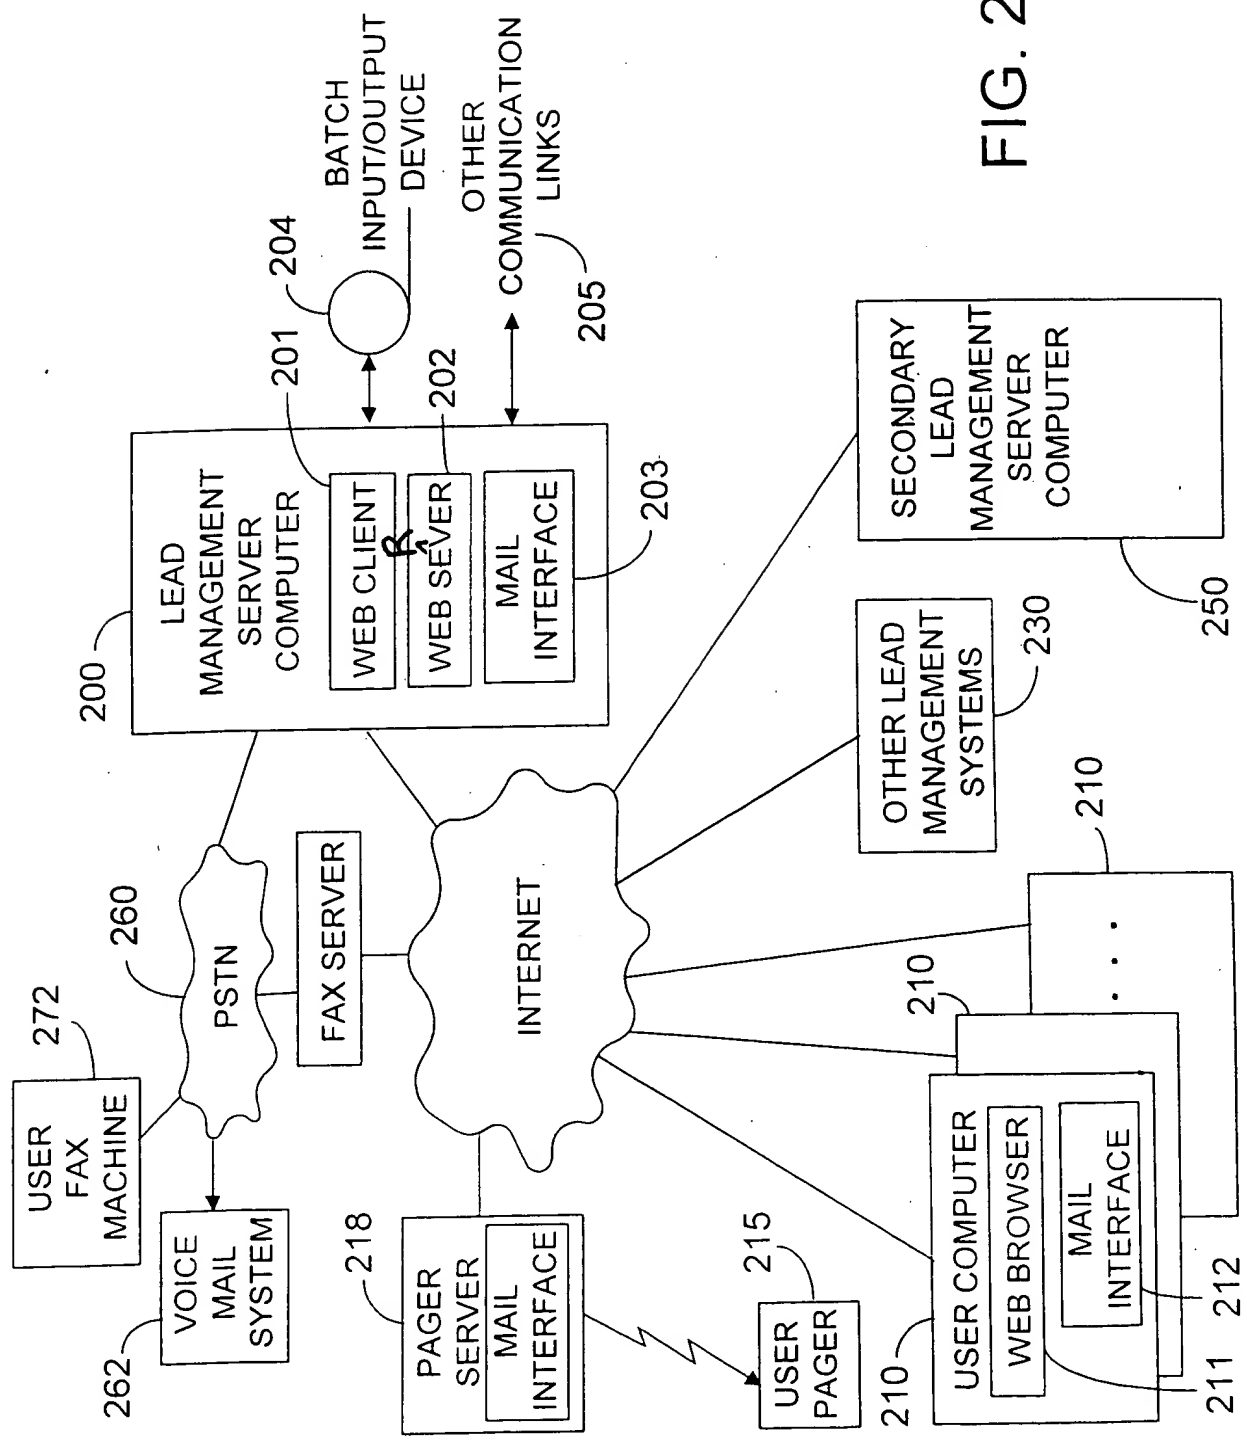 USER
FAX
MACHINE
272
VOICE
MAIL
SYSTEM
262
PSTN
260
200
LEAD
MANAGEMENT
SERVER
COMPUTER
WEB CLIENT
201
R
^
WEB SEVER
202
MAIL
INTERFACE
203
204
BATCH
INPUT/OUTPUT
DEVICE
OTHER
COMMUNICATION
LINKS
205
FAX SERVER
218
PAGER
SERVER
MAIL
INTERFACE
INTERNET
215
USER
PAGER
210
USER COMPUTER
WEB BROWSER
211
MAIL
INTERFACE
212
210
210
. . .
OTHER LEAD
MANAGEMENT
SYSTEMS
230
SECONDARY
LEAD
MANAGEMENT
SERVER
COMPUTER
250
FIG. 2